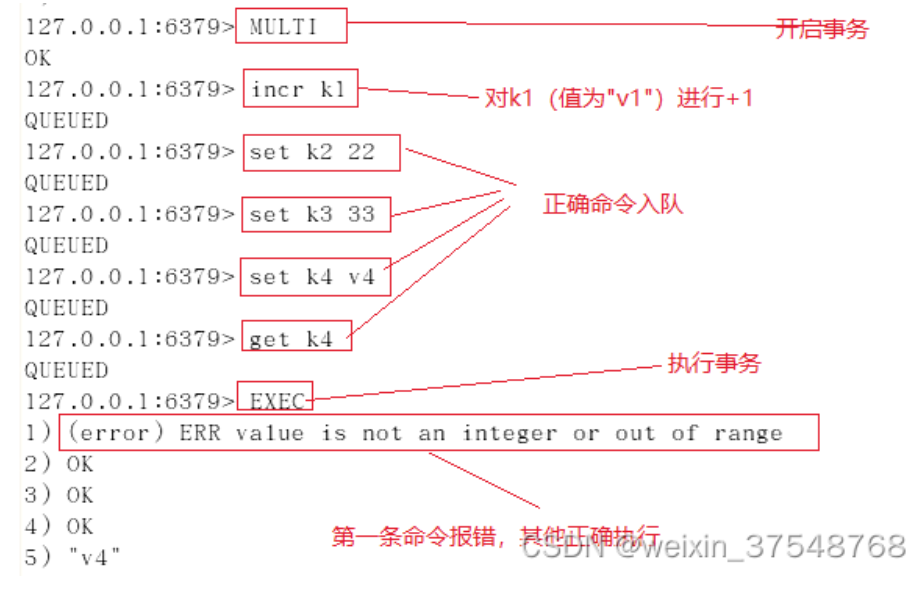 127.0.0.1:6379> MULTI
开启事务
OK
127.0.0.1:6379> incr k1
对k1（值为"v1"）进行+1
QUEUED
127.0.0.1:6379> set k2 22
QUEUED
正确命令入队
127.0.0.1:6379> set k3 33
QUEUED
127.0.0.1:6379> set k4 v4
QUEUED
127.0.0.1:6379> get k4
QUEUED
执行事务
127.0.0.1:6379> EXEC
1) (error) ERR value is not an integer or out of range
2) OK
3) OK
4) OK
第一条命令报错，其他正确执行
5) "v4"
CSDN @weixin_37548768